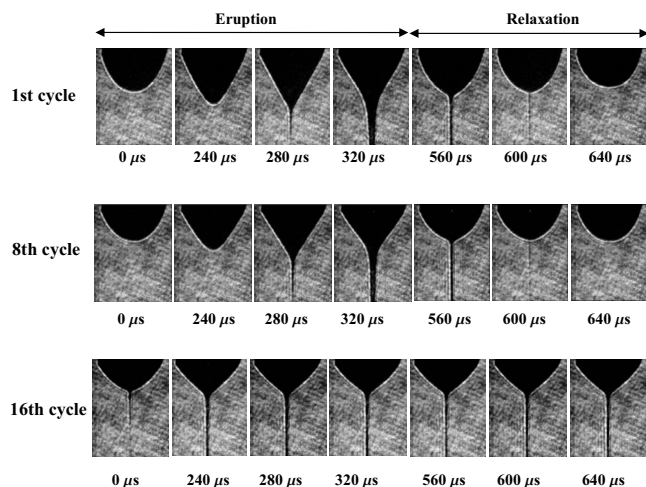 Eruption Relaxation
1st cycle
0 μs 240 μs 280 μs 320 μs 560 μs 600 μs 640 μs
8th cycle
0 μs 240 μs 280 μs 320 μs 560 μs 600 μs 640 μs
16th cycle
0 μs 240 μs 280 μs 320 μs 560 μs 600 μs 640 μs